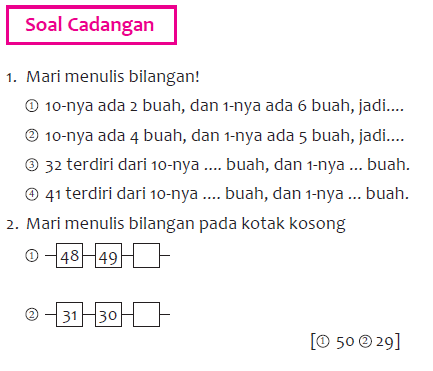 Soal Cadangan
1. Mari menulis bilangan!
① 10-nya ada 2 buah, dan 1-nya ada 6 buah, jadi....
② 10-nya ada 4 buah, dan 1-nya ada 5 buah, jadi....
③ 32 terdiri dari 10-nya .... buah, dan 1-nya ... buah.
④ 41 terdiri dari 10-nya .... buah, dan 1-nya ... buah.
2. Mari menulis bilangan pada kotak kosong
① 48 49
② 31 30
[① 50 ② 29]